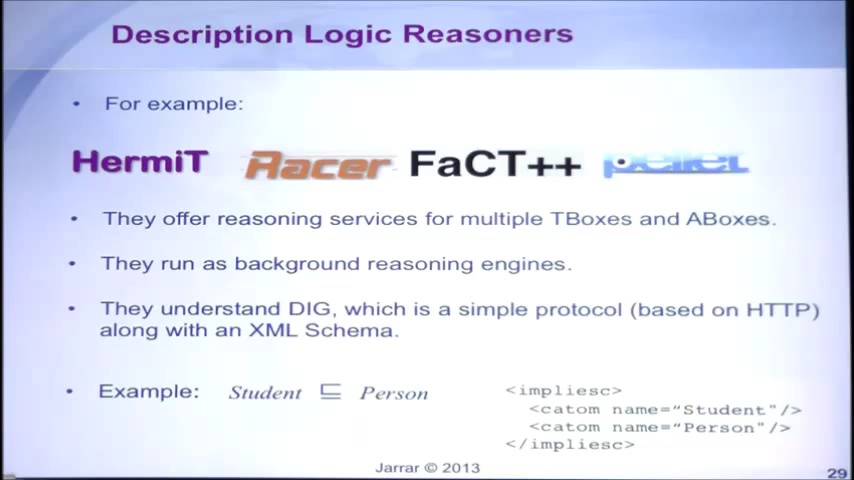 Description Logic Reasoners
• For example:
HermiT Racer FaCT++ pellet
• They offer reasoning services for multiple TBoxes and ABoxes.
• They run as background reasoning engines.
• They understand DIG, which is a simple protocol (based on HTTP)
along with an XML Schema.
• Example: Student ⊑ Person
<impliesc>
<catom name=“Student"/>
<catom name=“Person"/>
</impliesc>
Jarrar © 2013
29